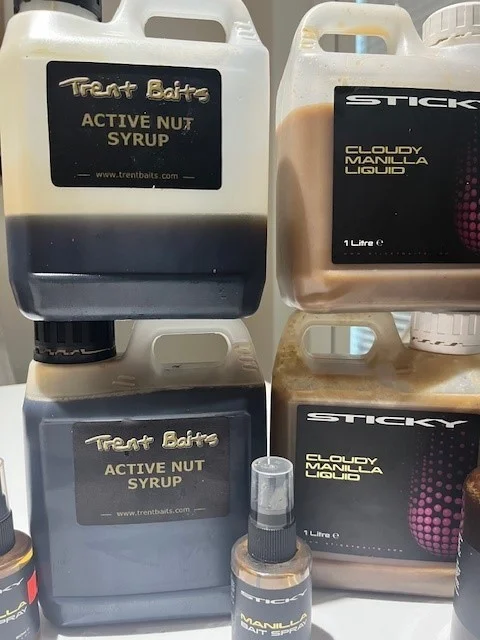 Trent Baits
ACTIVE NUT
SYRUP
www.trentbaits.com
STICKY
CLOUDY
MANILLA
LIQUID
1 Litre ℮
Trent Baits
ACTIVE NUT
SYRUP
www.trentbaits.com
STICKY
CLOUDY
MANILLA
LIQUID
1 Litre ℮
STICKY
MANILLA
BAIT SPRAY